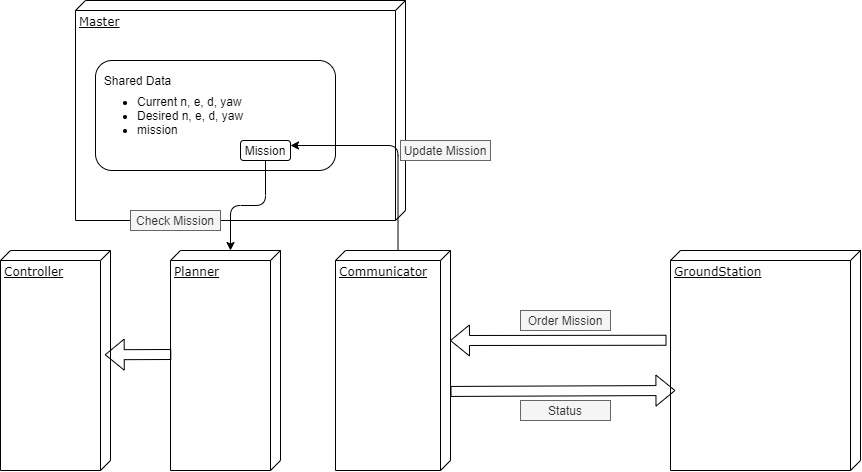 Master
Shared Data
• Current n, e, d, yaw
• Desired n, e, d, yaw
• mission
Mission
Update Mission
Check Mission
Controller
Planner
Communicator
GroundStation
Order Mission
Status